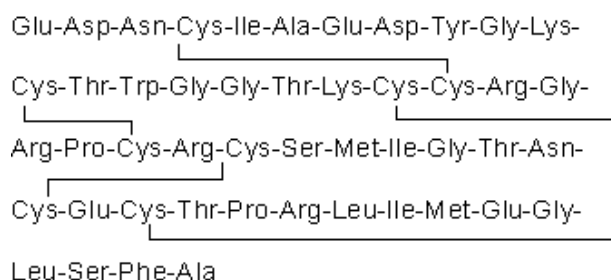 Glu-Asp-Asn-Cys-Ile-Ala-Glu-Asp-Tyr-Gly-Lys-
Cys-Thr-Trp-Gly-Gly-Thr-Lys-Cys-Cys-Arg-Gly-
Arg-Pro-Cys-Arg-Cys-Ser-Met-Ile-Gly-Thr-Asn-
Cys-Glu-Cys-Thr-Pro-Arg-Leu-Ile-Met-Glu-Gly-
Leu-Ser-Phe-Ala